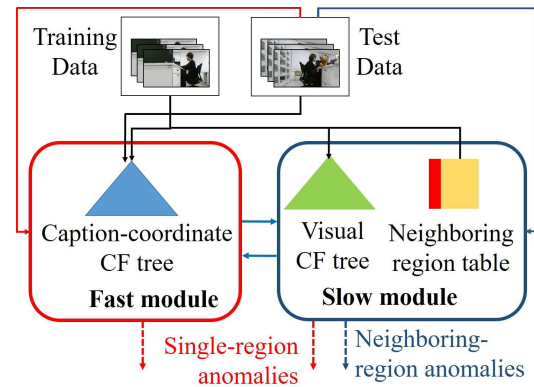 Training
Data
Test
Data
Caption-coordinate
CF tree
Fast module
Visual
CF tree
Neighboring
region table
Slow module
Single-region
anomalies
Neighboring-
region anomalies